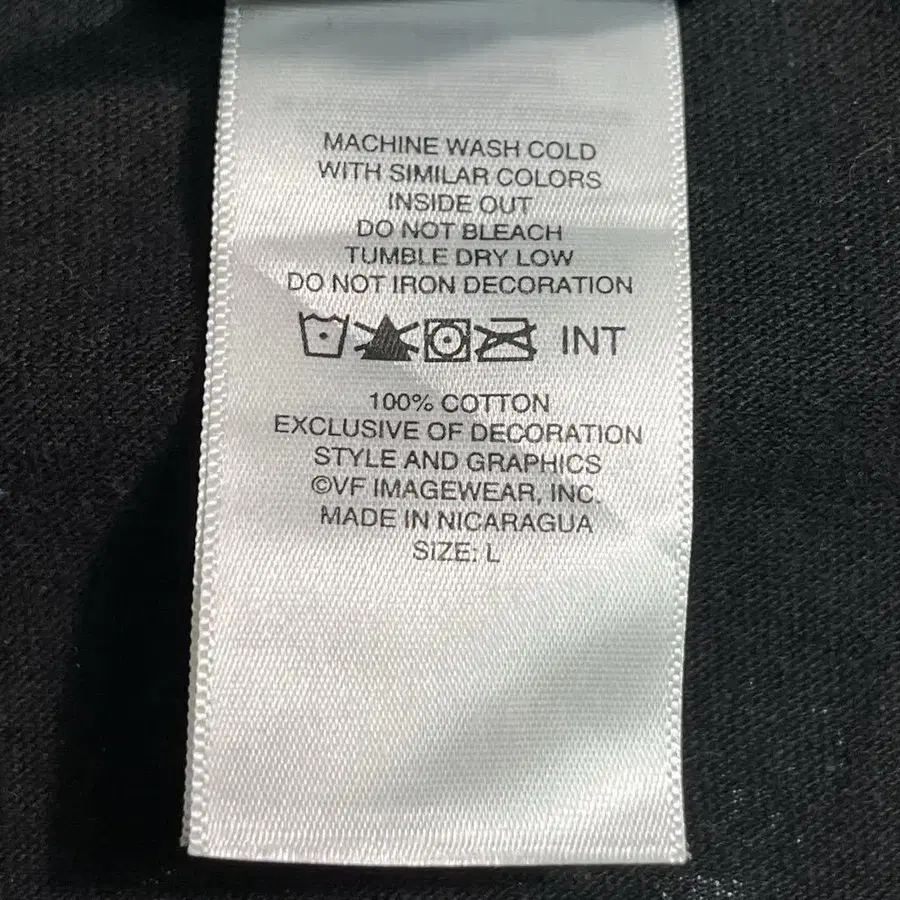 MACHINE WASH COLD
WITH SIMILAR COLORS
INSIDE OUT
DO NOT BLEACH
TUMBLE DRY LOW
DO NOT IRON DECORATION
INT
100% COTTON
EXCLUSIVE OF DECORATION
STYLE AND GRAPHICS
©VF IMAGEWEAR, INC.
MADE IN NICARAGUA
SIZE: L